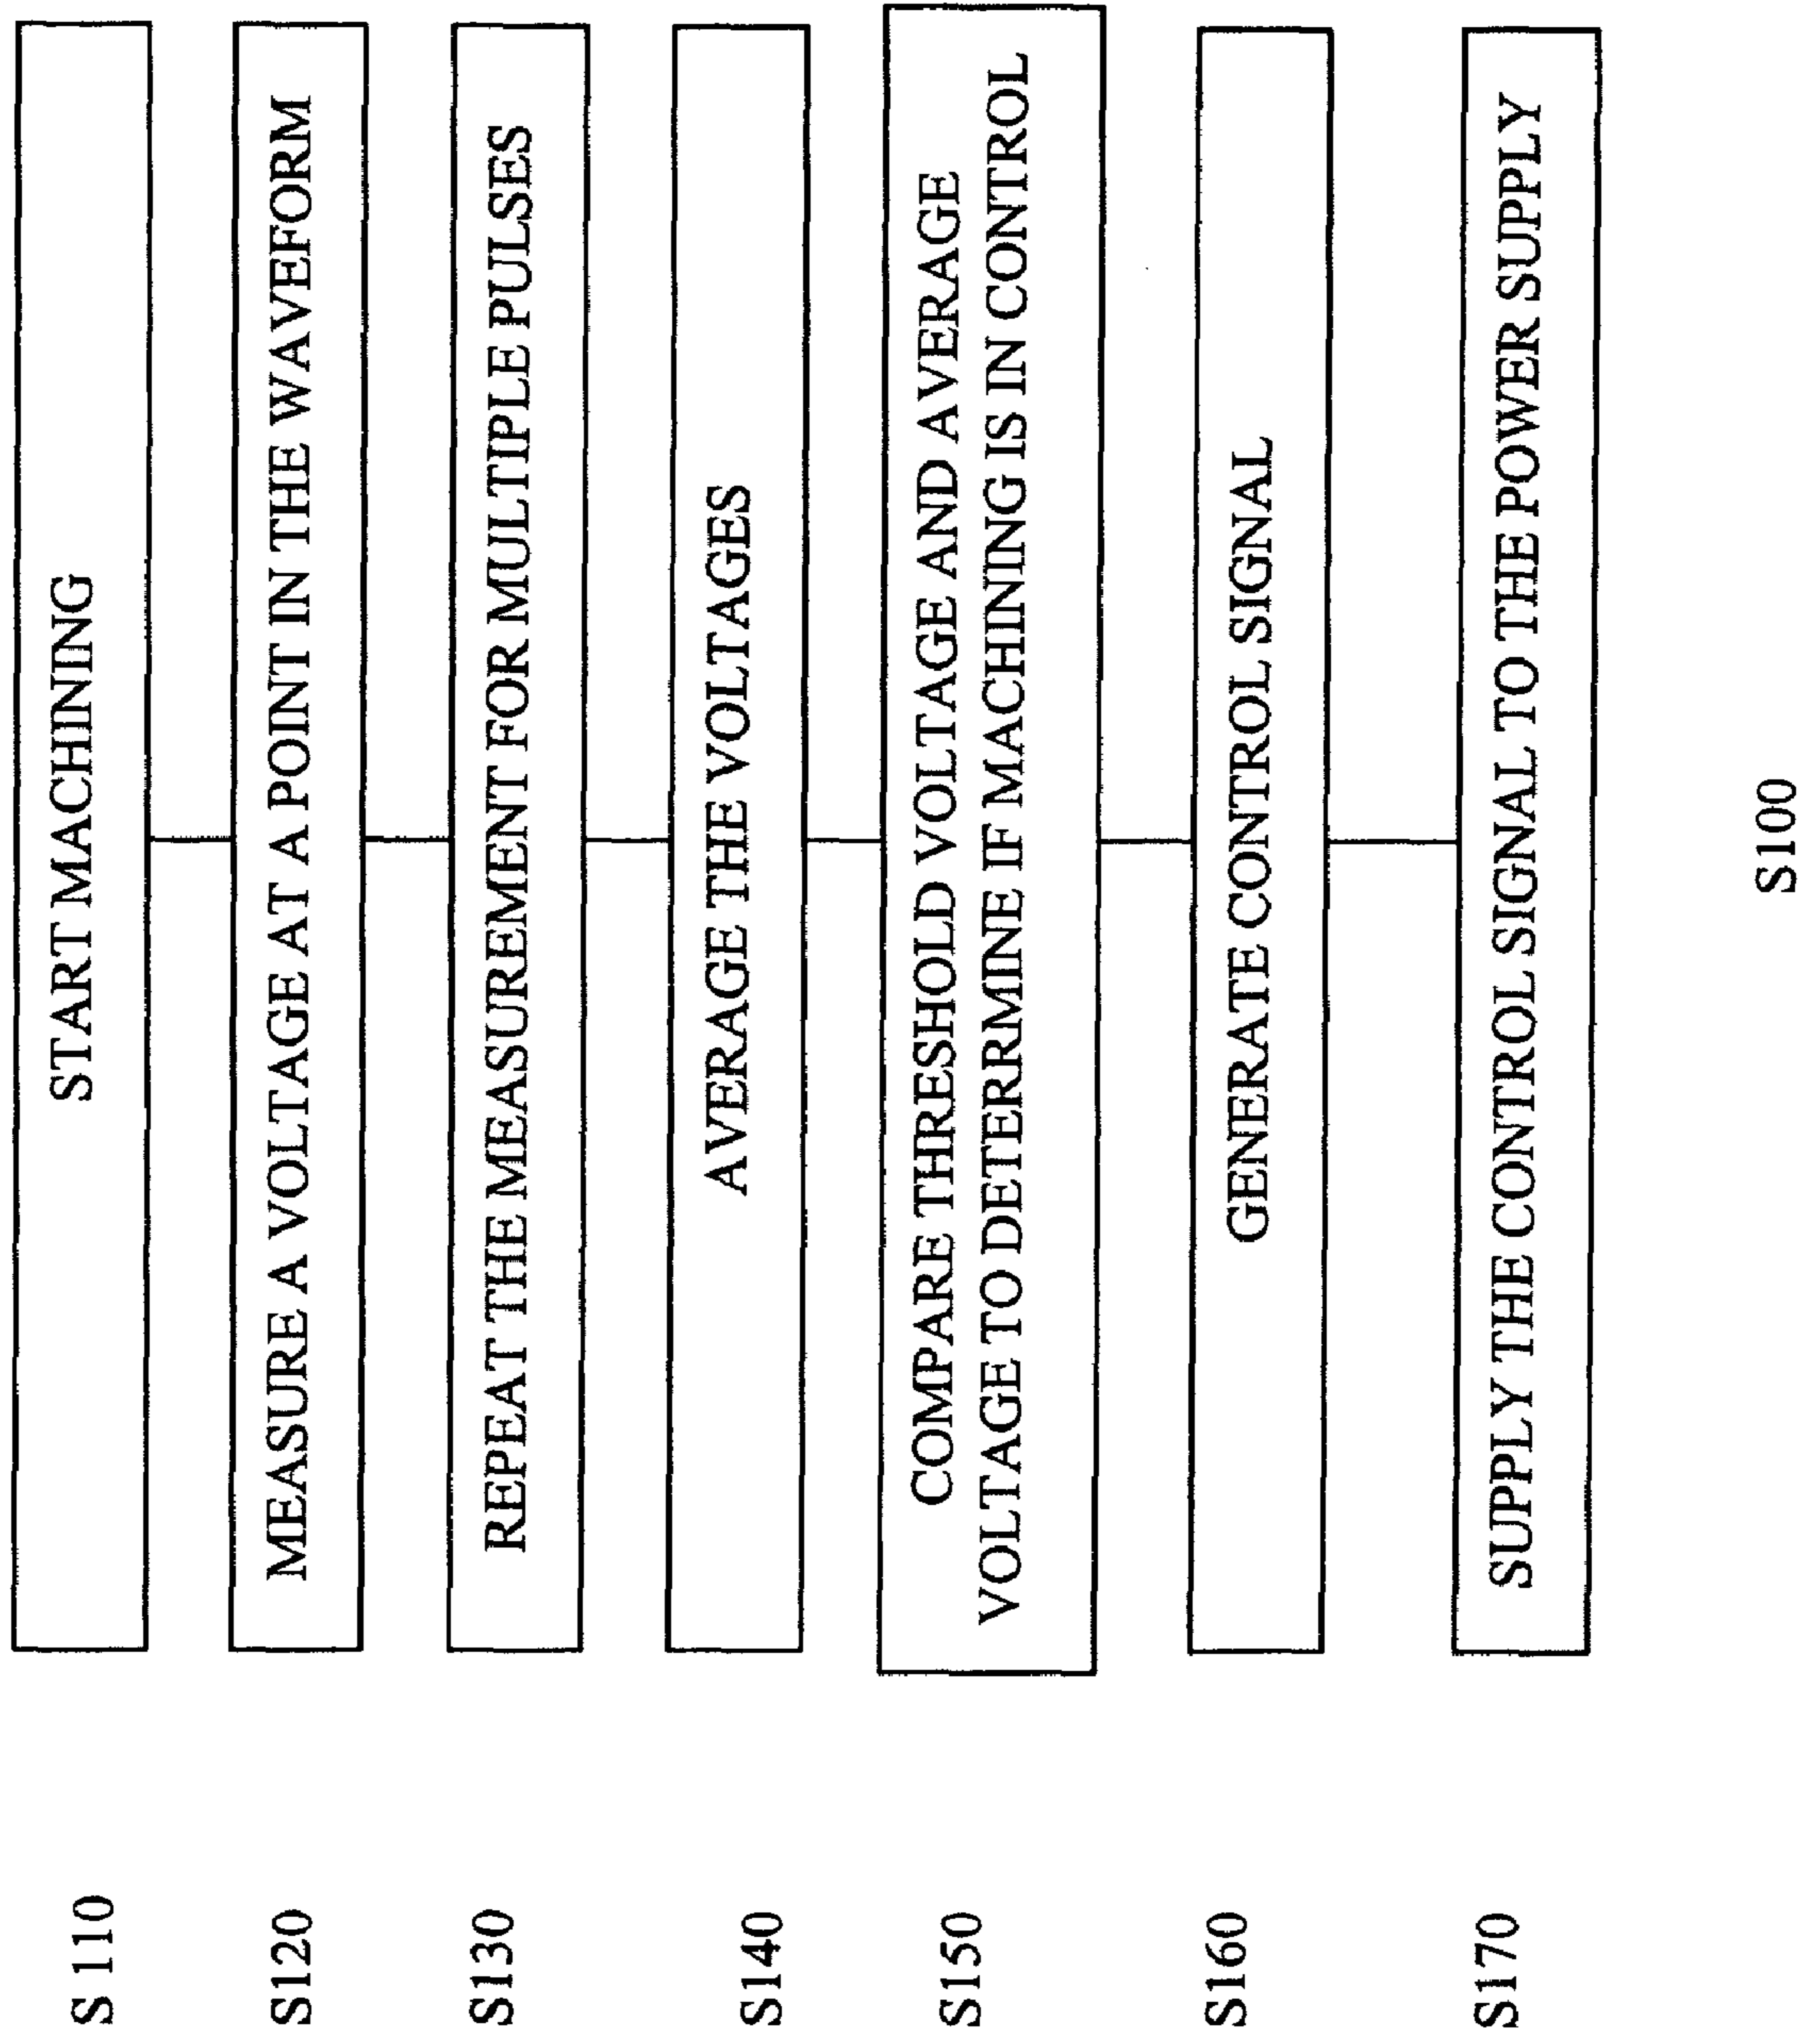 S 110
START MACHINING
S120
MEASURE A VOLTAGE AT A POINT IN THE WAVEFORM
S130
REPEAT THE MEASUREMENT FOR MULTIPLE PULSES
S140
AVERAGE THE VOLTAGES
S150
COMPARE THRESHOLD VOLTAGE AND AVERAGE
VOLTAGE TO DETERRMINE IF MACHINING IS IN CONTROL
S160
GENERATE CONTROL SIGNAL
S170
SUPPLY THE CONTROL SIGNAL TO THE POWER SUPPLY
S100